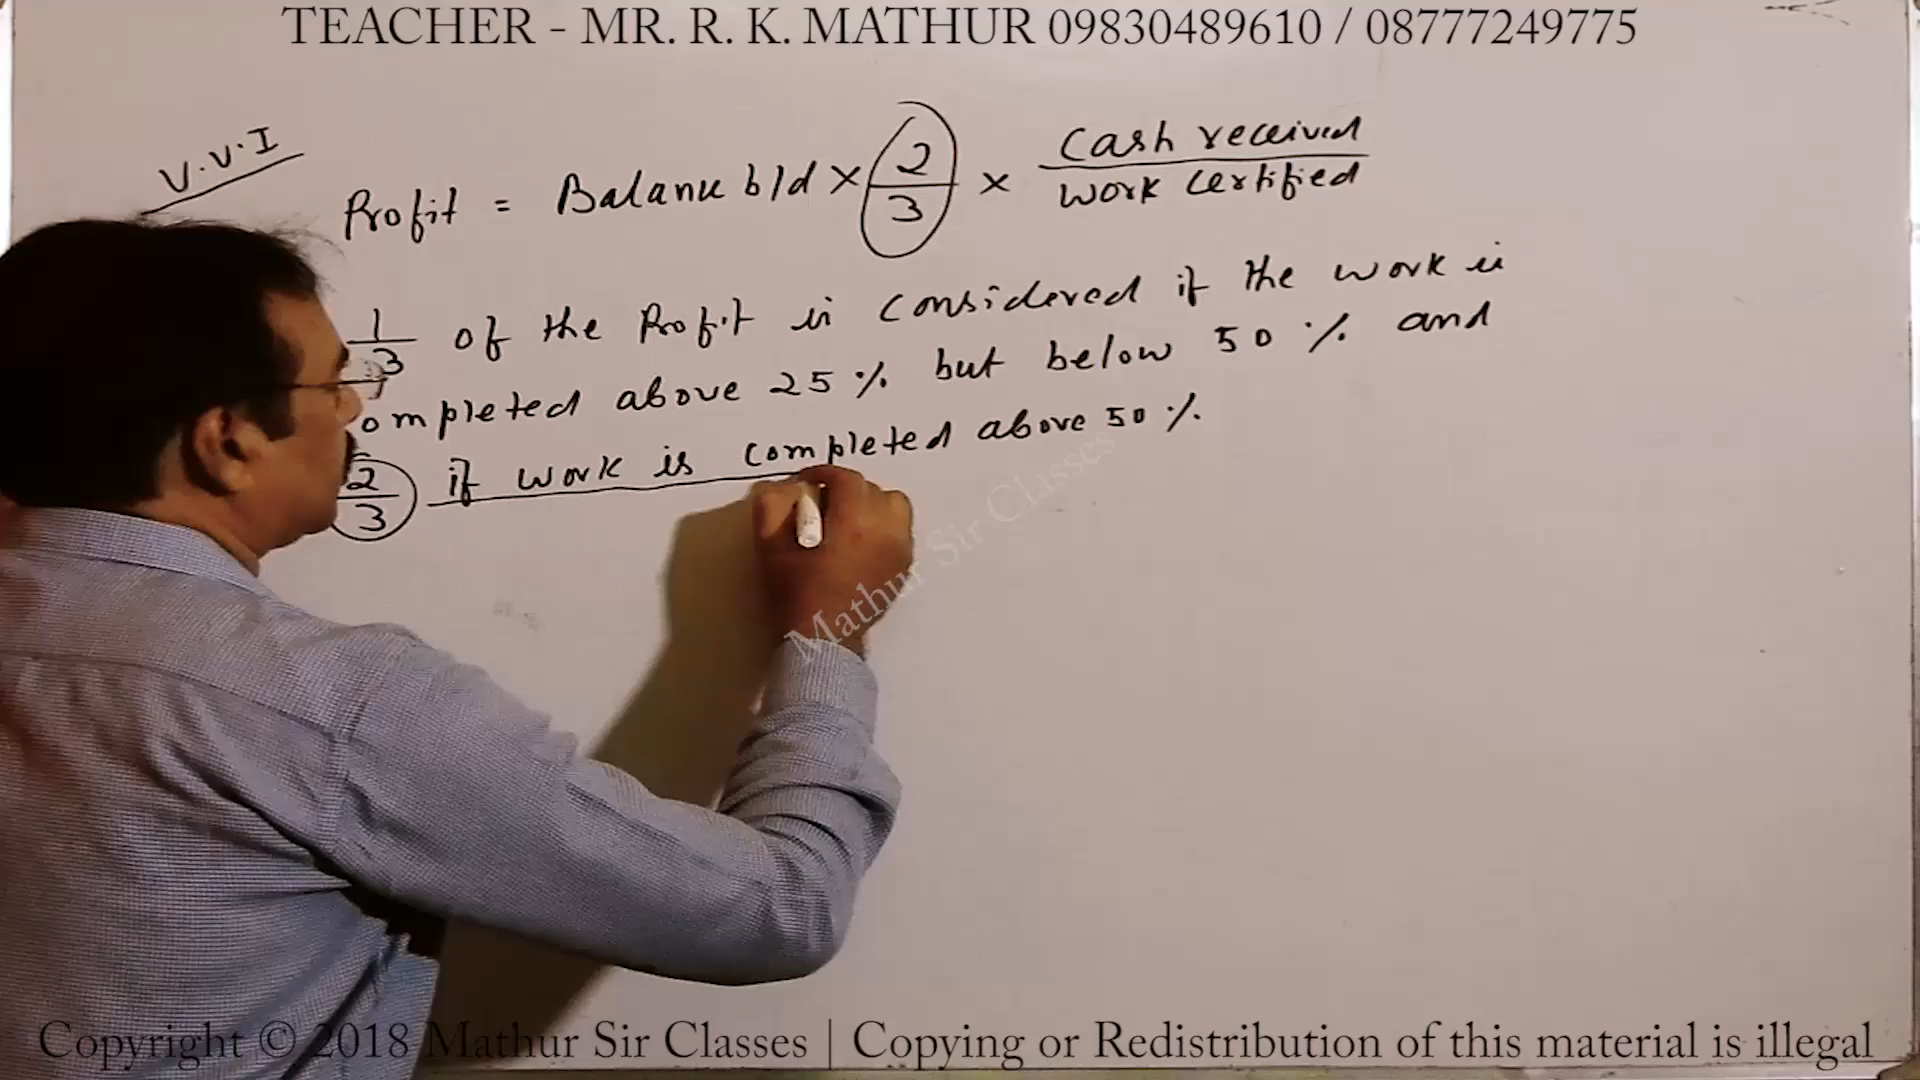 TEACHER - MR. R. K. MATHUR 09830489610 / 08777249775
V.V.I
Profit = Balance b/d × 2/3 × Cash received / Work Certified
1/3 of the Profit is considered if the work is
ompleted above 25 % but below 50 % and
2/3 if work is completed above 50 %
Mathur Sir Classes
Copyright © 2018 Mathur Sir Classes | Copying or Redistribution of this material is illegal